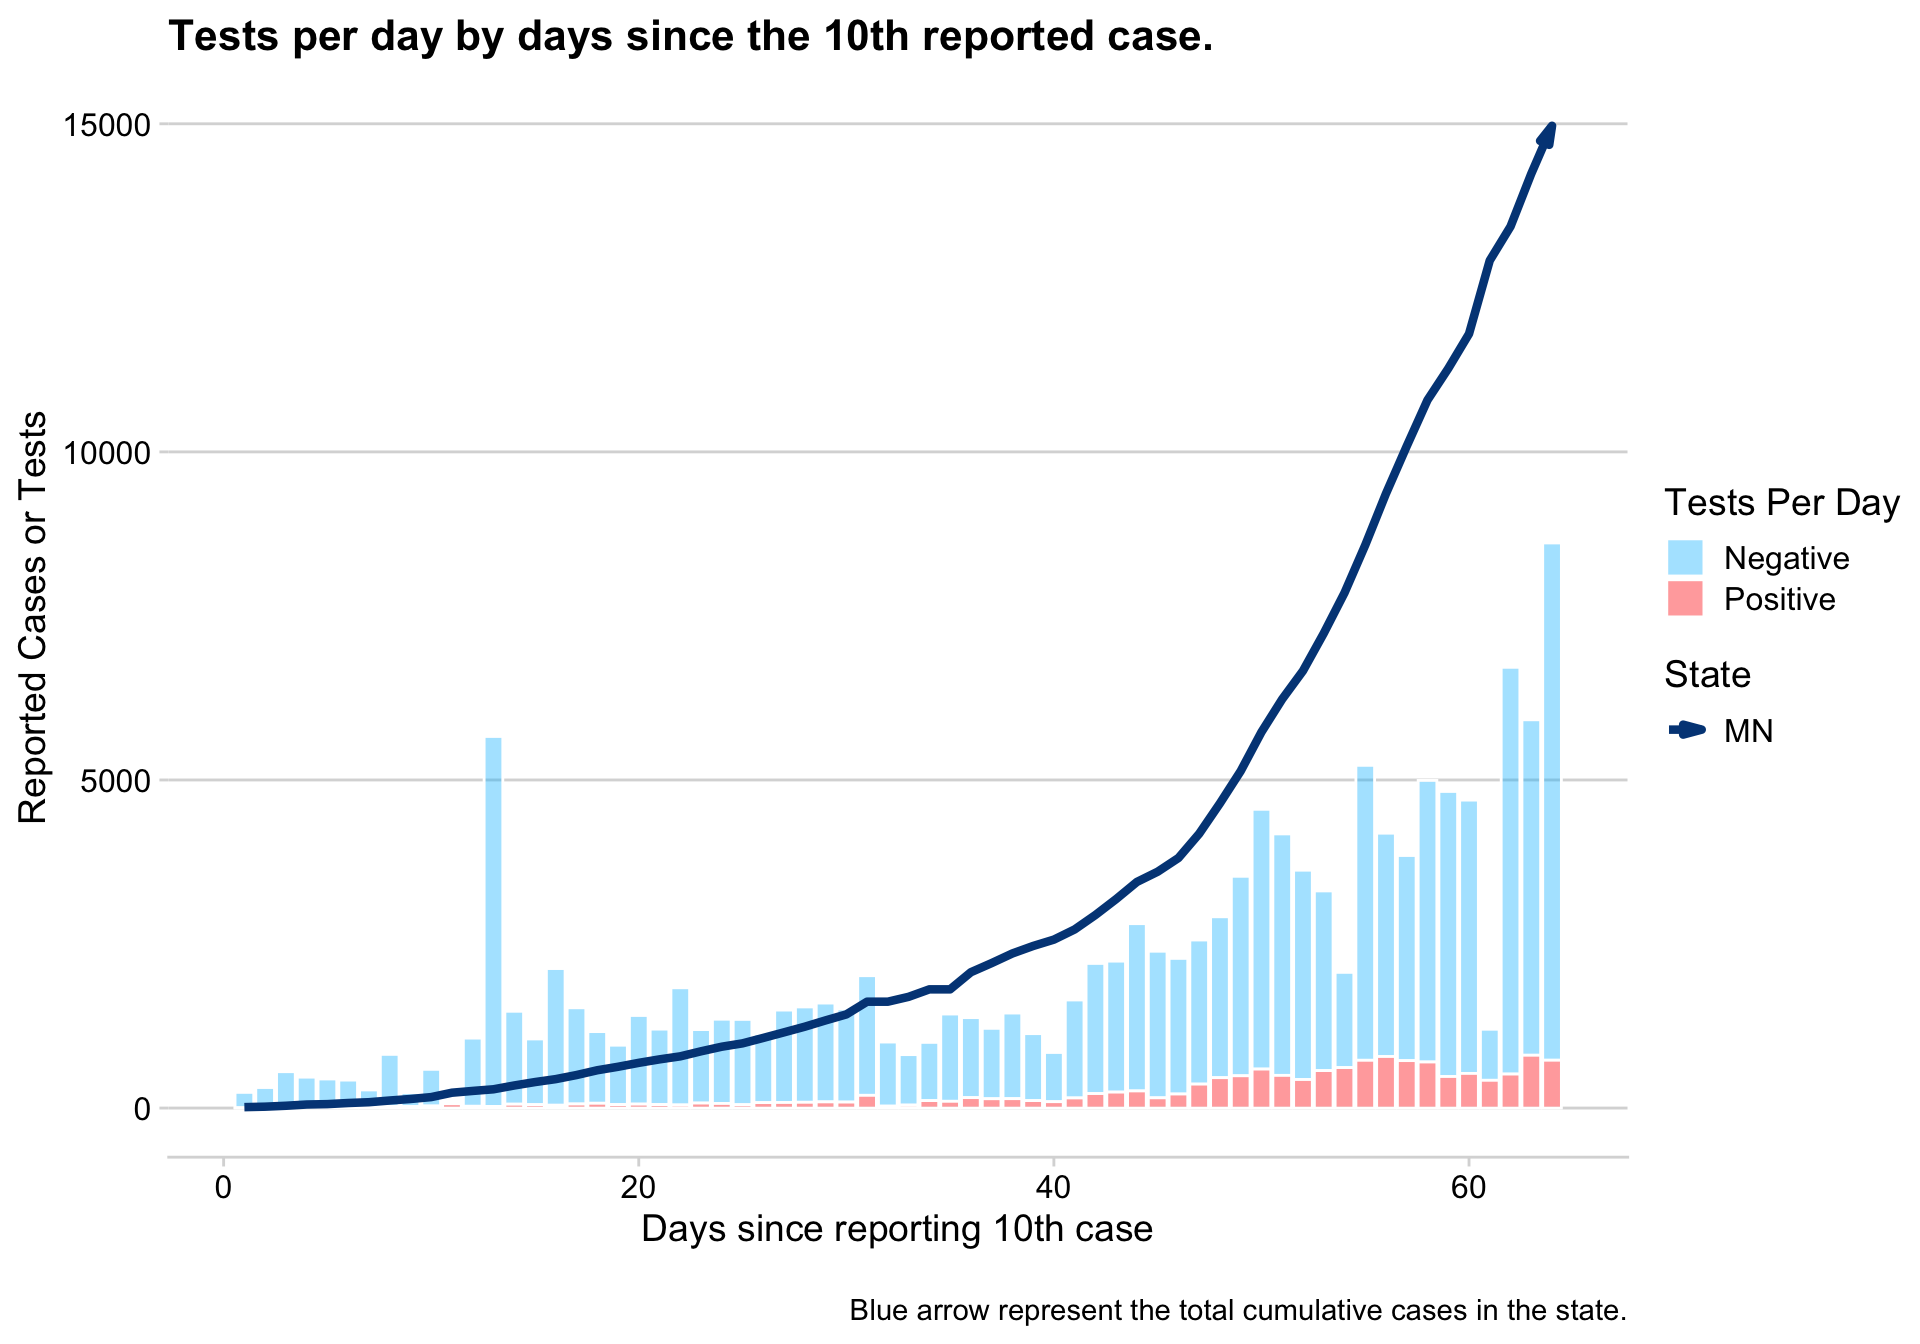 Tests per day by days since the 10th reported case.
15000
10000
5000
0
Reported Cases or Tests
0 20 40 60
Days since reporting 10th case
Tests Per Day
Negative
Positive
State
MN
Blue arrow represent the total cumulative cases in the state.